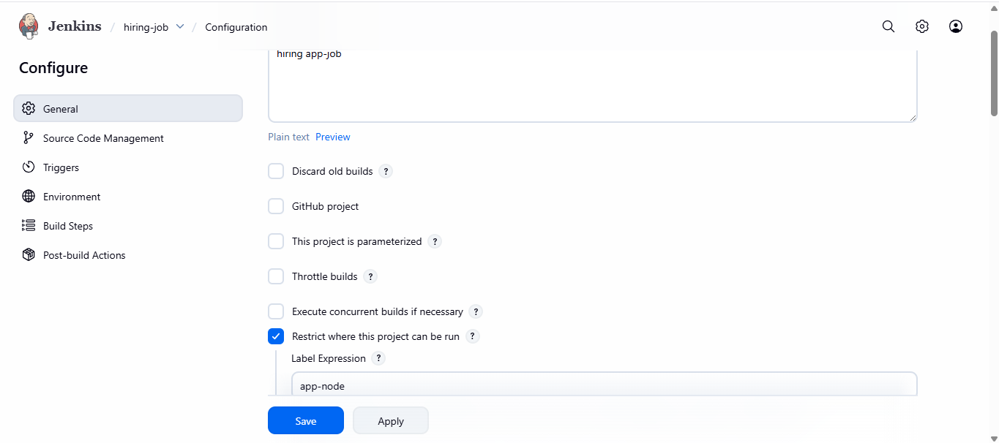 Jenkins / hiring-job / Configuration
Configure
General
Source Code Management
Triggers
Environment
Build Steps
Post-build Actions
hiring app-job
Plain text Preview
Discard old builds ?
GitHub project
This project is parameterized ?
Throttle builds ?
Execute concurrent builds if necessary ?
Restrict where this project can be run ?
Label Expression ?
app-node
Save Apply